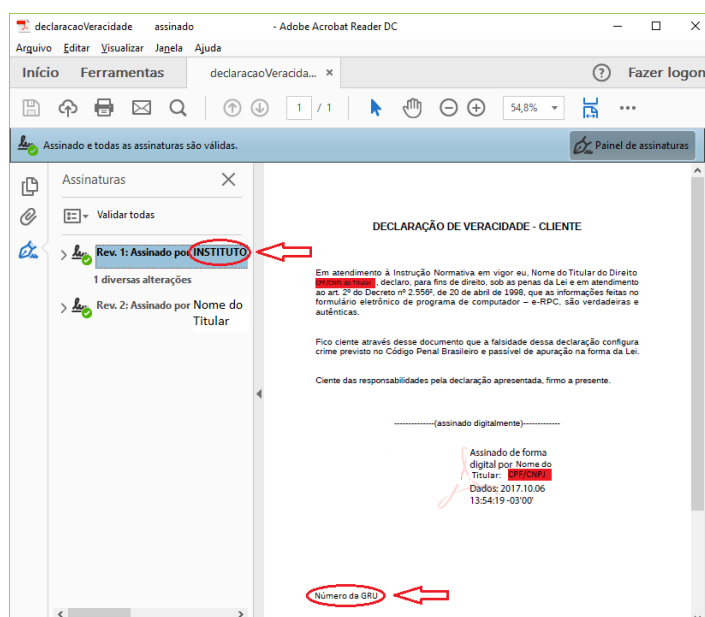 declaracaoVeracidade assinado - Adobe Acrobat Reader DC
Arquivo Editar Visualizar Janela Ajuda
Início Ferramentas declaracaoVeracida... × ? Fazer logon
1 / 1 54,8%
Assinado e todas as assinaturas são válidas. Painel de assinaturas
Assinaturas
Validar todas
Rev. 1: Assinado por INSTITUTO
1 diversas alterações
Rev. 2: Assinado por Nome do
Titular
DECLARAÇÃO DE VERACIDADE - CLIENTE
Em atendimento à Instrução Normativa em vigor eu, Nome do Titular do Direito
CPF/CNPJ do Titular , declaro, para fins de direito, sob as penas da Lei e em atendimento
ao art. 2º do Decreto nº 2.556², de 20 de abril de 1998, que as informações feitas no
formulário eletrônico de programa de computador – e-RPC, são verdadeiras e
autênticas.
Fico ciente através desse documento que a falsidade dessa declaração configura
crime previsto no Código Penal Brasileiro e passível de apuração na forma da Lei.
Ciente das responsabilidades pela declaração apresentada, firmo a presente.
--------------(assinado digitalmente)-------------
Assinado de forma
digital por Nome do
Titular: CPF/CNPJ
Dados: 2017.10.06
13:54:19 -03'00'
Número da GRU